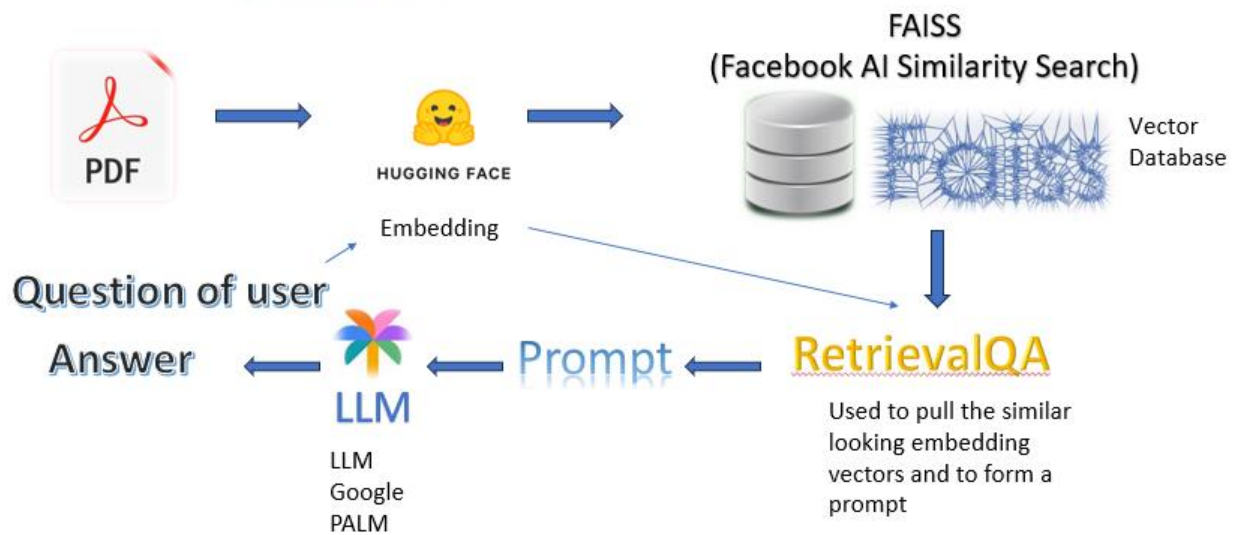 FAISS
(Facebook AI Similarity Search)
PDF
HUGGING FACE
Faiss
Vector
Database
Embedding
Question of user
Answer
LLM
Prompt
RetrievalQA
LLM
Google
PALM
Used to pull the similar
looking embedding
vectors and to form a
prompt